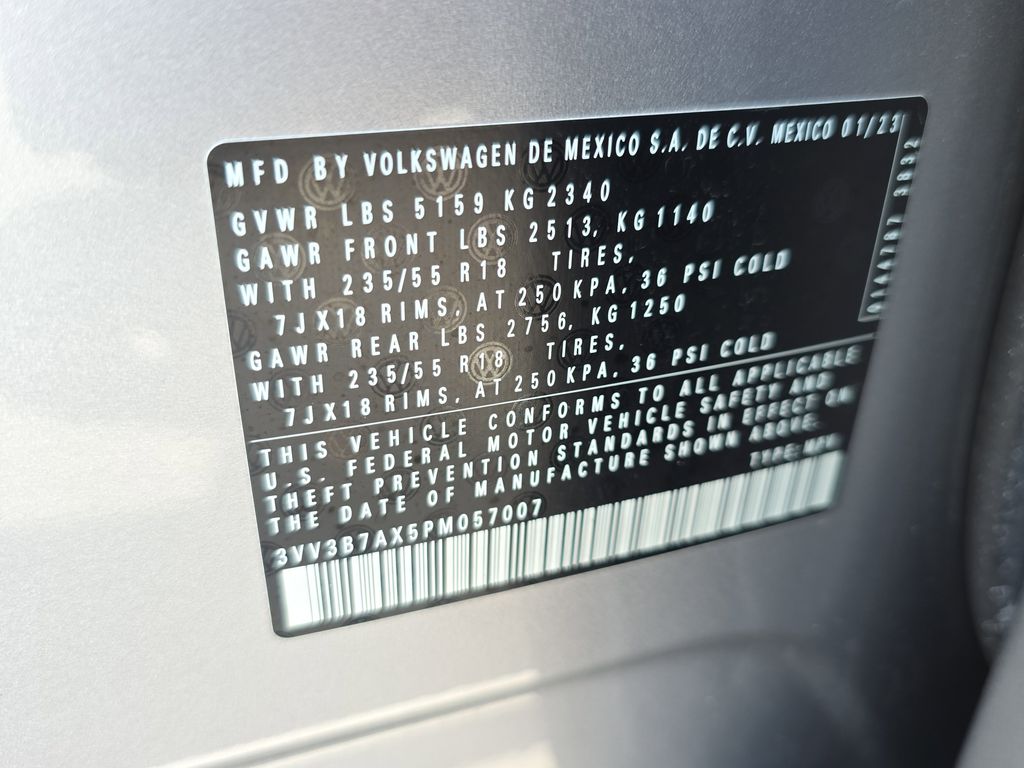 MFD BY VOLKSWAGEN DE MEXICO S.A. DE C.V. MEXICO 01/23
GVWR LBS 5159 KG 2340
GAWR FRONT LBS 2513, KG 1140
WITH 235/55 R18 TIRES,
7JX18 RIMS, AT 250 KPA, 36 PSI COLD
GAWR REAR LBS 2756, KG 1250
WITH 235/55 R18 TIRES,
7JX18 RIMS, AT 250 KPA, 36 PSI COLD
THIS VEHICLE CONFORMS TO ALL APPLICABLE
U.S. FEDERAL MOTOR VEHICLE SAFETY AND
THEFT PREVENTION STANDARDS IN EFFECT ON
THE DATE OF MANUFACTURE SHOWN ABOVE.
TYPE: MPV
3VV3B7AX5PM057007